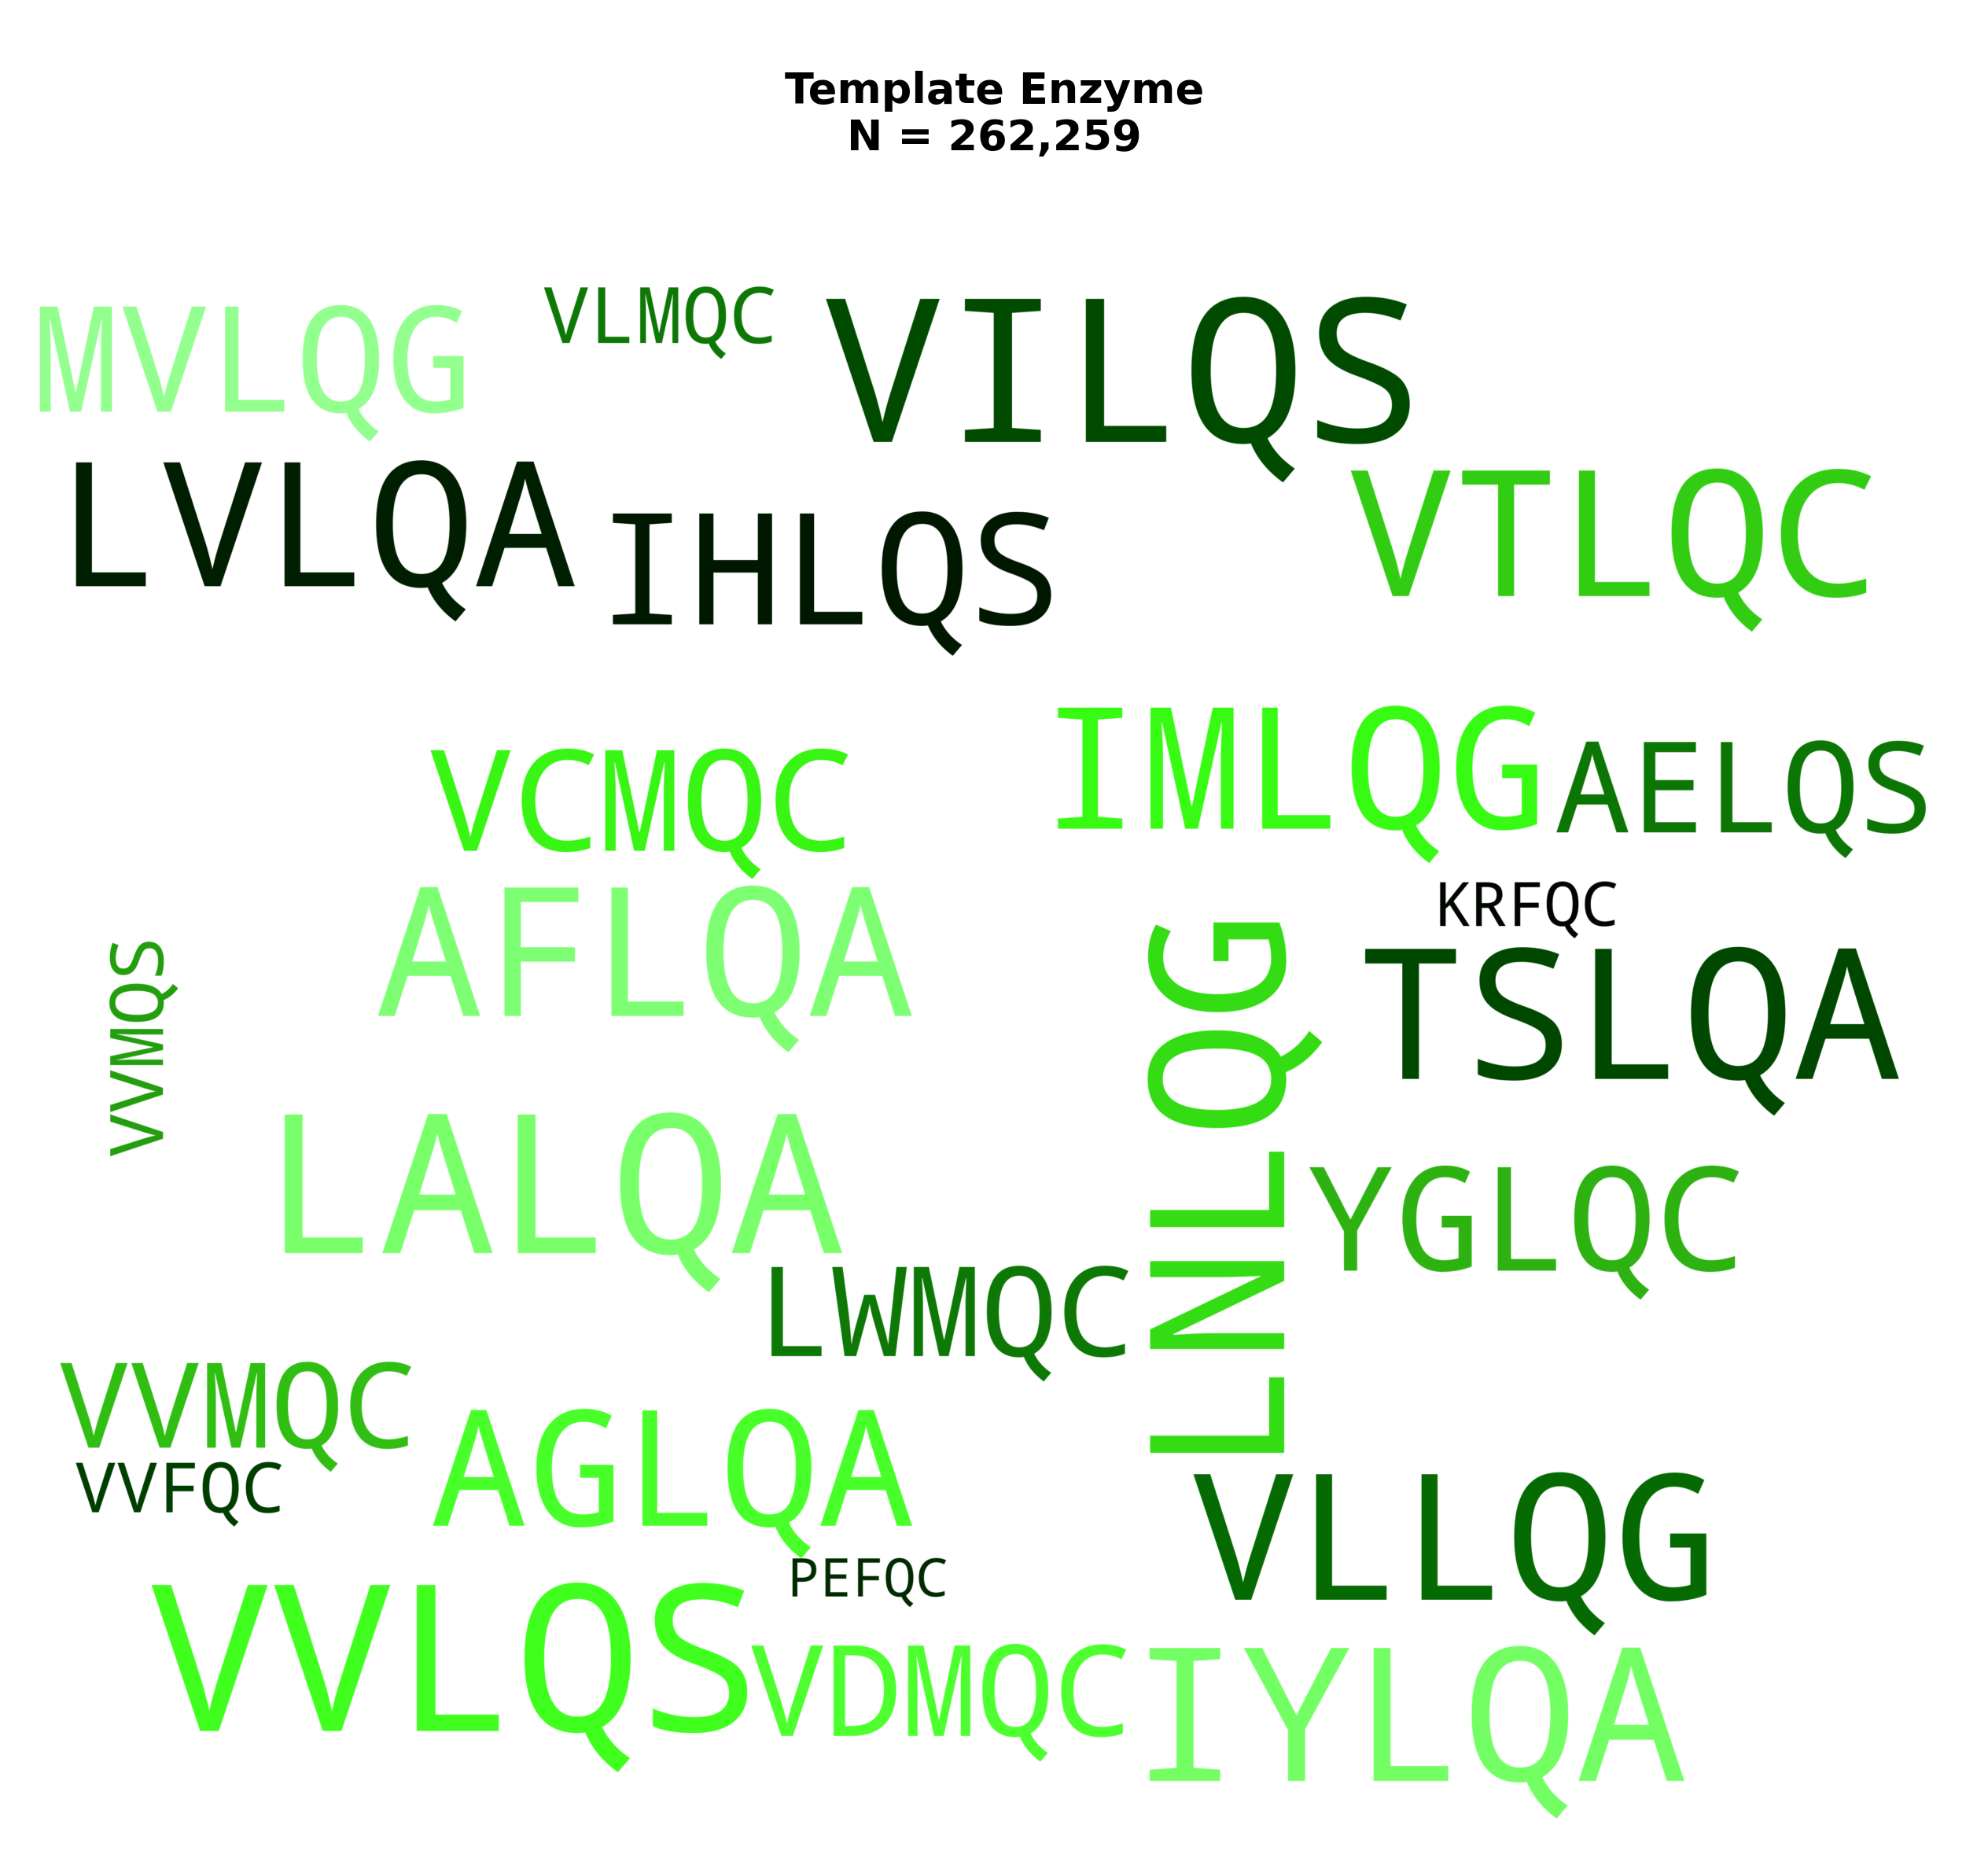 Template Enzyme
N = 262,259
MVLQG
VLMQC
VILQS
LVLQA
IHLQS
VTLQC
VCMQC
IMLQG
AELQS
AFLQA
KRFQC
TSLQA
VVMQS
LALQA
LNLQG
YGLQC
LWMQC
VVMQC
AGLQA
VVFQC
VLLQG
PEFQC
VVLQS
VDMQC
IYLQA